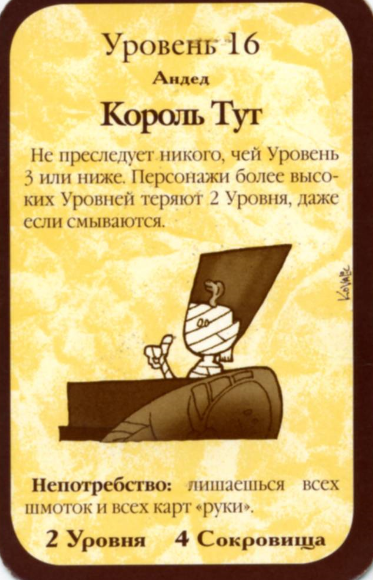 Уровень 16
Андед
Король Тут
Не преследует никого, чей Уровень
3 или ниже. Персонажи более высо-
ких Уровней теряют 2 Уровня, даже
если смываются.
Kovalic
Непотребство: лишаешься всех
шмоток и всех карт «руки».
2 Уровня 4 Сокровища